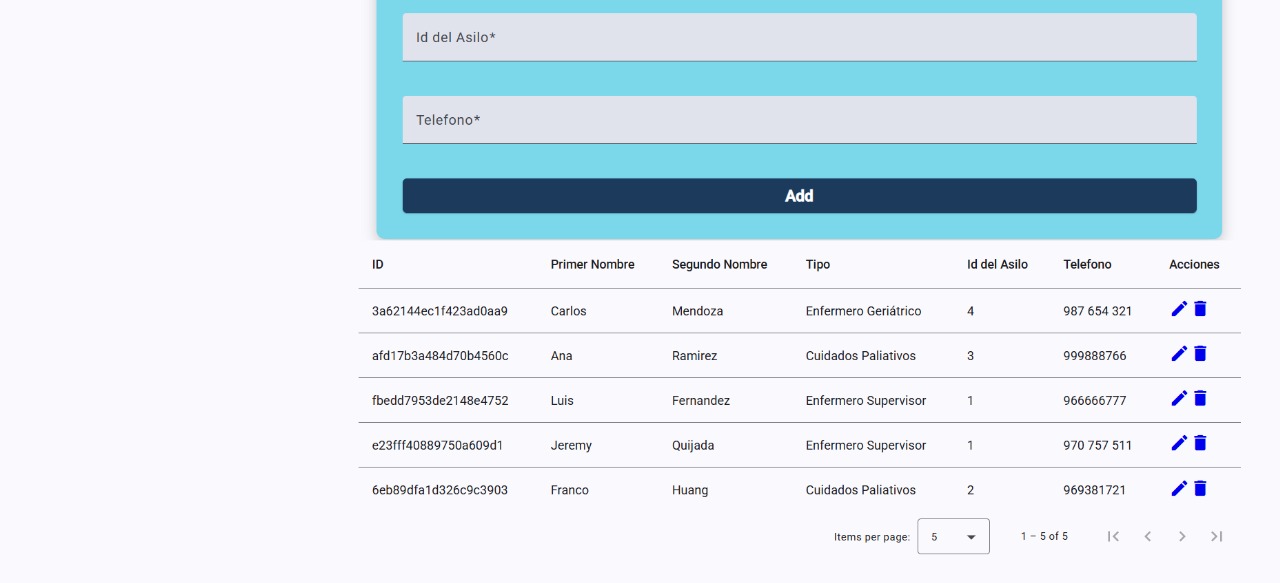 Id del Asilo*
Telefono*
Add
ID Primer Nombre Segundo Nombre Tipo Id del Asilo Telefono Acciones
3a62144ec1f423ad0aa9 Carlos Mendoza Enfermero Geriátrico 4 987 654 321
afd17b3a484d70b4560c Ana Ramirez Cuidados Paliativos 3 999888766
fbedd7953de2148e4752 Luis Fernandez Enfermero Supervisor 1 966666777
e23fff40889750a609d1 Jeremy Quijada Enfermero Supervisor 1 970 757 511
6eb89dfa1d326c9c3903 Franco Huang Cuidados Paliativos 2 969381721
Items per page: 5 1 – 5 of 5